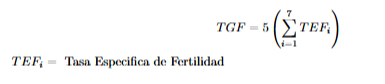 TGF = 5 ( 7 ∑ i−1 TEF_i )
TEF_i = Tasa Especifica de Fertilidad